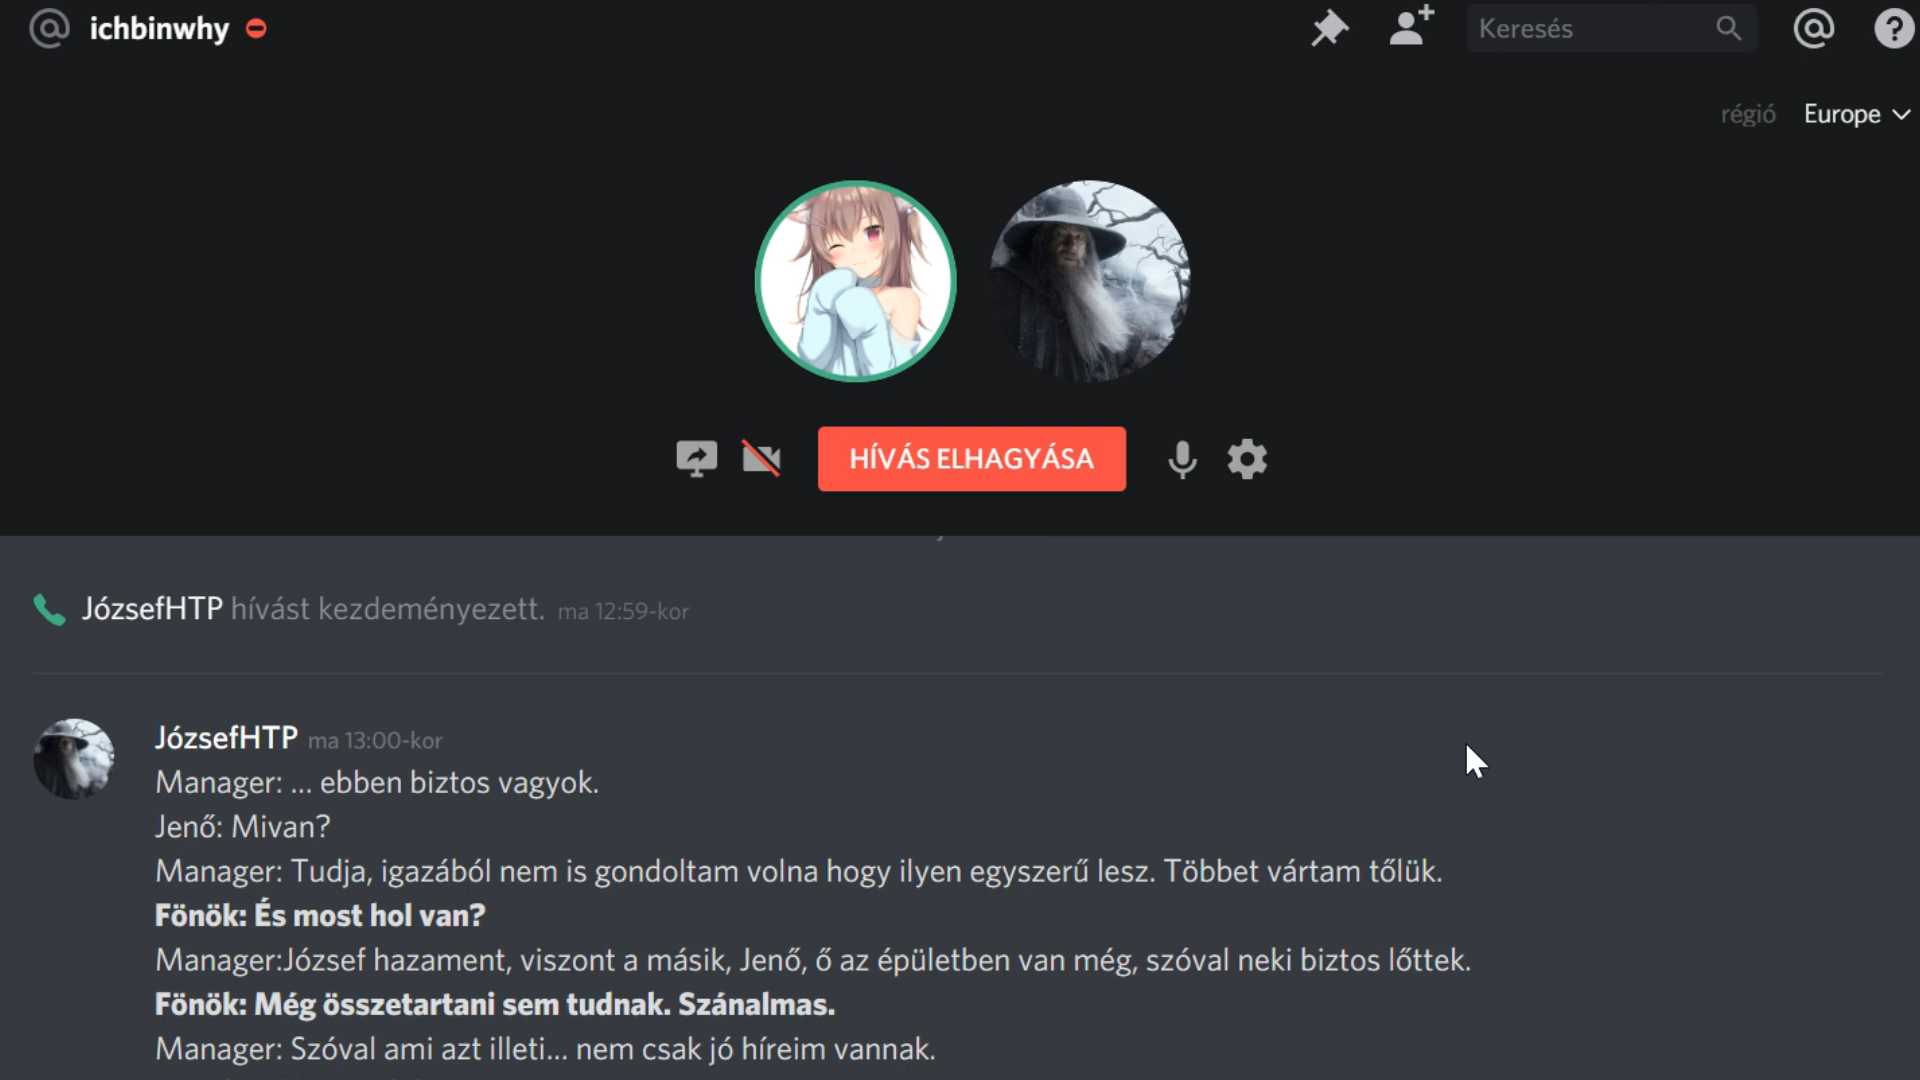 ichbinwhy
Keresés
régió Europe
HÍVÁS ELHAGYÁSA
JózsefHTP hívást kezdeményezett. ma 12:59-kor
JózsefHTP ma 13:00-kor
Manager: ... ebben biztos vagyok.
Jenő: Mivan?
Manager: Tudja, igazából nem is gondoltam volna hogy ilyen egyszerű lesz. Többet vártam tőlük.
Fönök: És most hol van?
Manager:József hazament, viszont a másik, Jenő, ő az épületben van még, szóval neki biztos lőttek.
Fönök: Még összetartani sem tudnak. Szánalmas.
Manager: Szóval ami azt illeti... nem csak jó híreim vannak.